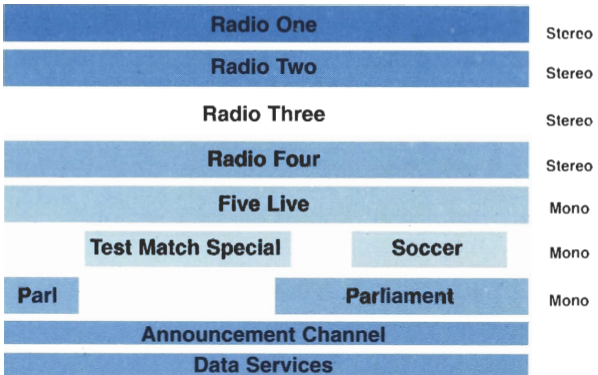 Radio One Stereo
Radio Two Stereo
Radio Three Stereo
Radio Four Stereo
Five Live Mono
Test Match Special Soccer Mono
Parl Parliament Mono
Announcement Channel
Data Services